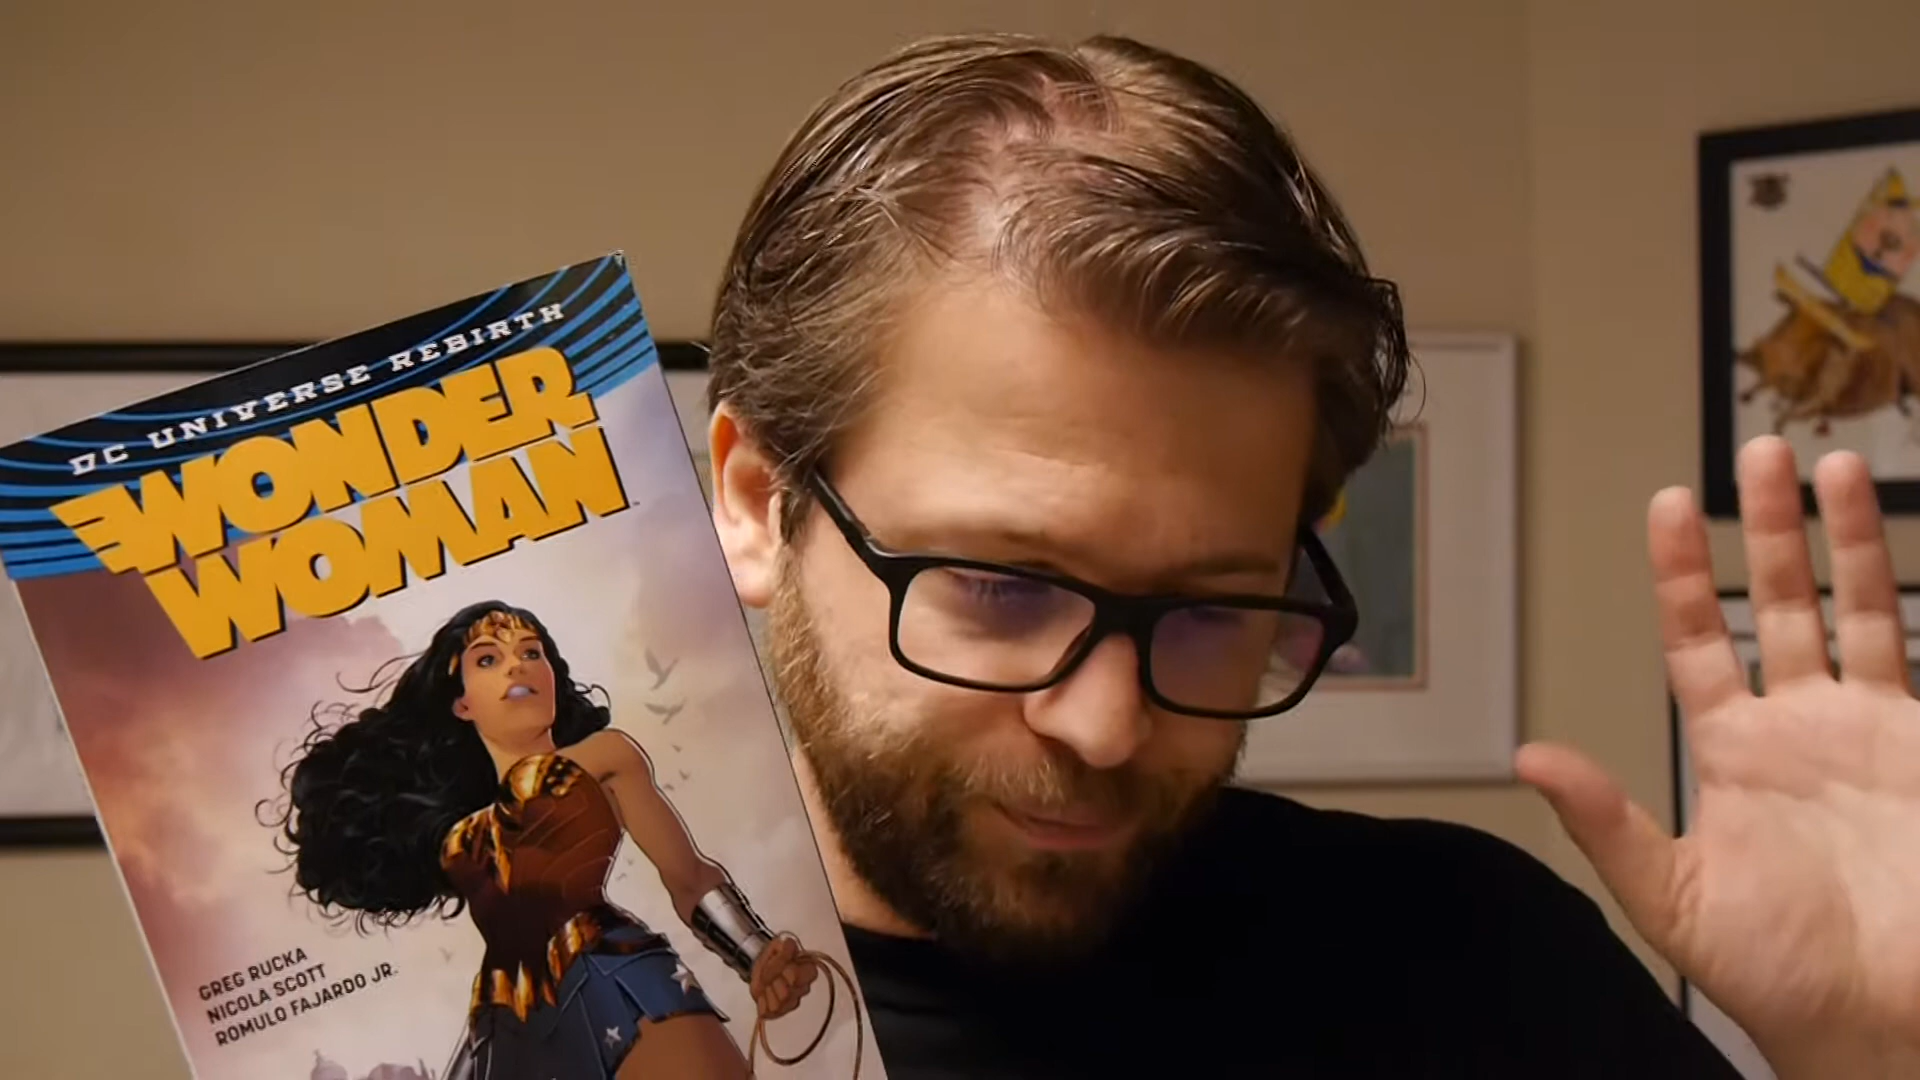 DC UNIVERSE REBIRTH
WONDER
WOMAN
GREG RUCKA
NICOLA SCOTT
ROMULO FAJARDO JR.